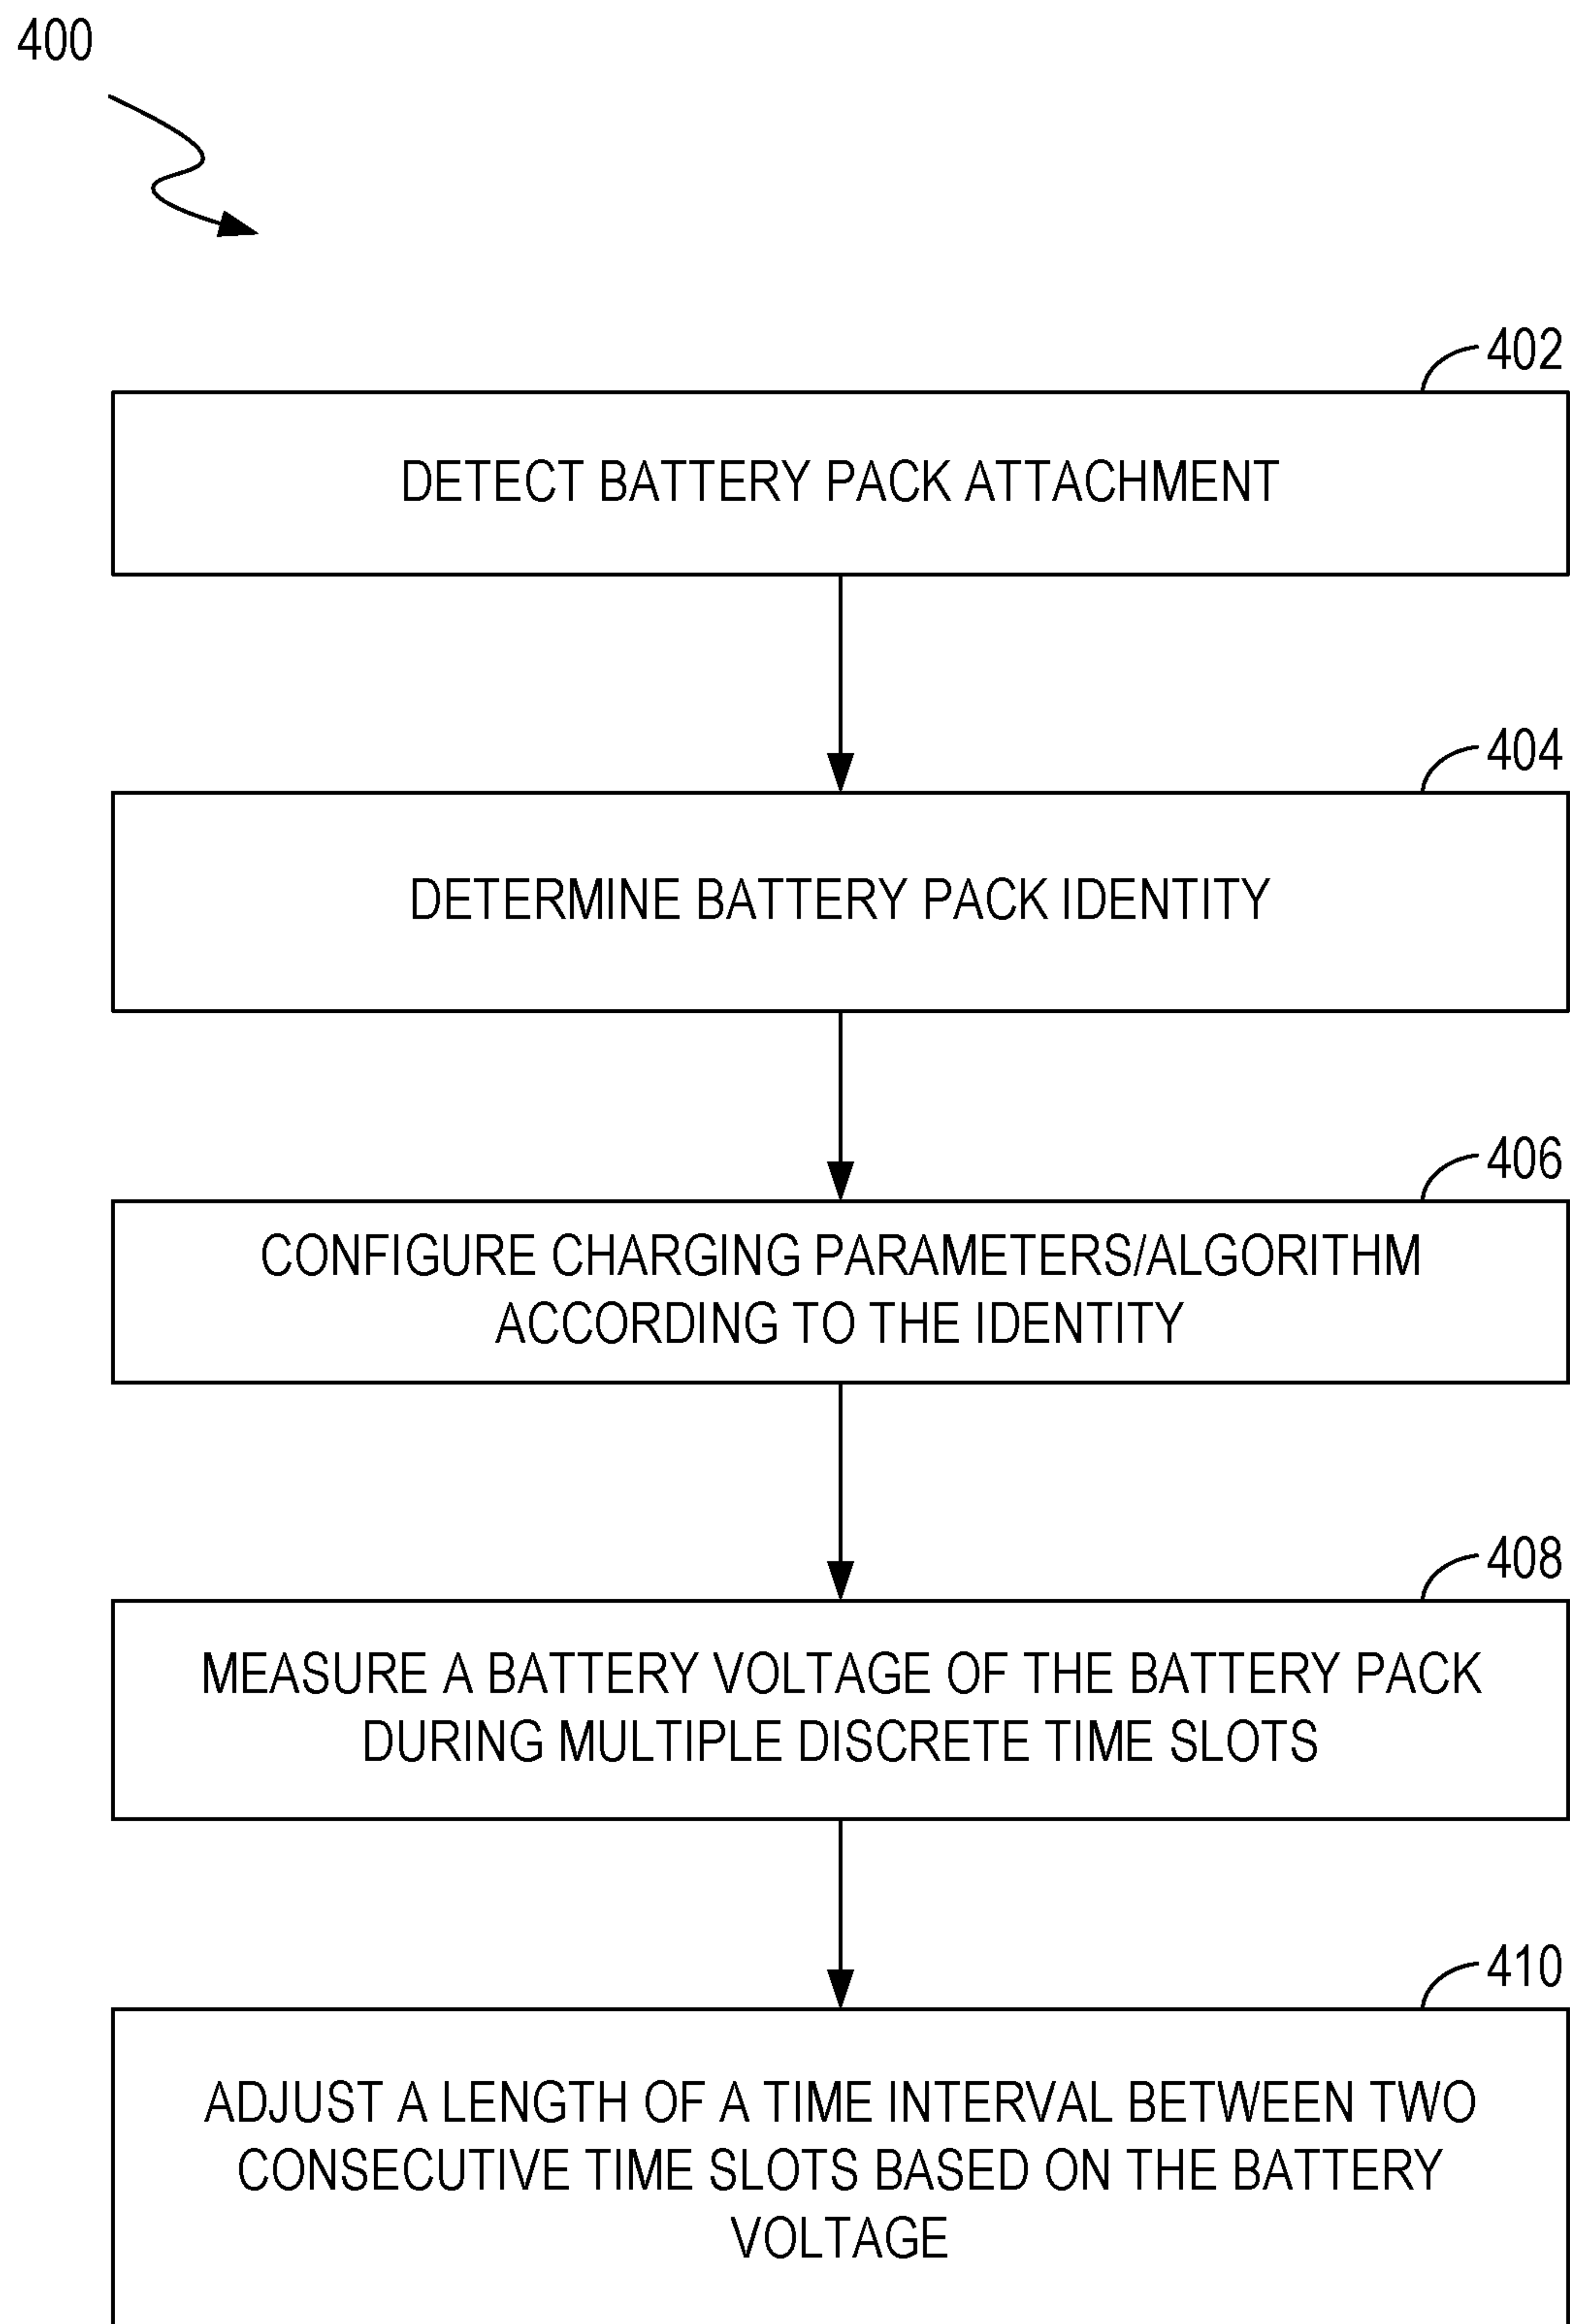 400
402
DETECT BATTERY PACK ATTACHMENT
404
DETERMINE BATTERY PACK IDENTITY
406
CONFIGURE CHARGING PARAMETERS/ALGORITHM
ACCORDING TO THE IDENTITY
408
MEASURE A BATTERY VOLTAGE OF THE BATTERY PACK
DURING MULTIPLE DISCRETE TIME SLOTS
410
ADJUST A LENGTH OF A TIME INTERVAL BETWEEN TWO
CONSECUTIVE TIME SLOTS BASED ON THE BATTERY
VOLTAGE